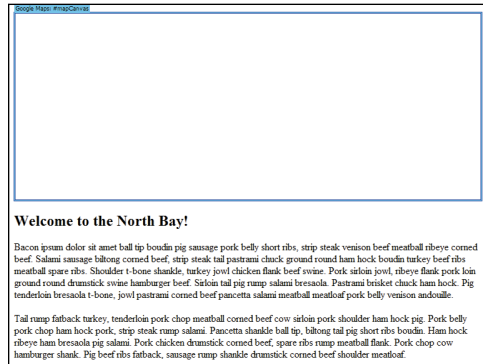 Google Maps: #mapCanvas
Welcome to the North Bay!
Bacon ipsum dolor sit amet ball tip boudin pig sausage pork belly short ribs, strip steak venison beef meatball ribeye corned
beef. Salami sausage biltong corned beef, strip steak tail pastrami chuck ground round ham hock boudin turkey beef ribs
meatball spare ribs. Shoulder t-bone shankle, turkey jowl chicken flank beef swine. Pork sirloin jowl, ribeye flank pork loin
ground round drumstick swine hamburger beef. Sirloin tail pig rump salami bresaola. Pastrami brisket chuck ham hock. Pig
tenderloin bresaola t-bone, jowl pastrami corned beef pancetta salami meatball meatloaf pork belly venison andouille.
Tail rump fatback turkey, tenderloin pork chop meatball corned beef cow sirloin pork shoulder ham hock pig. Pork belly
pork chop ham hock pork, strip steak rump salami. Pancetta shankle ball tip, biltong tail pig short ribs boudin. Ham hock
ribeye ham bresaola pig salami. Pork chicken drumstick corned beef, spare ribs rump meatball flank. Pork chop cow
hamburger shank. Pig beef ribs fatback, sausage rump shankle drumstick corned beef shoulder meatloaf.